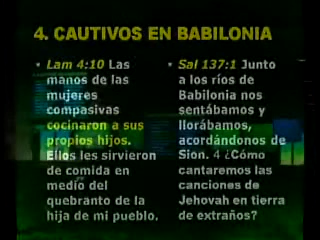 4. CAUTIVOS EN BABILONIA
• Lam 4:10 Las
manos de las
mujeres
compasivas
cocinaron a sus
propios hijos.
Ellos les sirvieron
de comida en
medio del
quebranto de la
hija de mi pueblo.
• Sal 137:1 Junto
a los ríos de
Babilonia nos
sentábamos y
llorábamos,
acordándonos de
Sion. 4 ¿Cómo
cantaremos las
canciones de
Jehovah en tierra
de extraños?